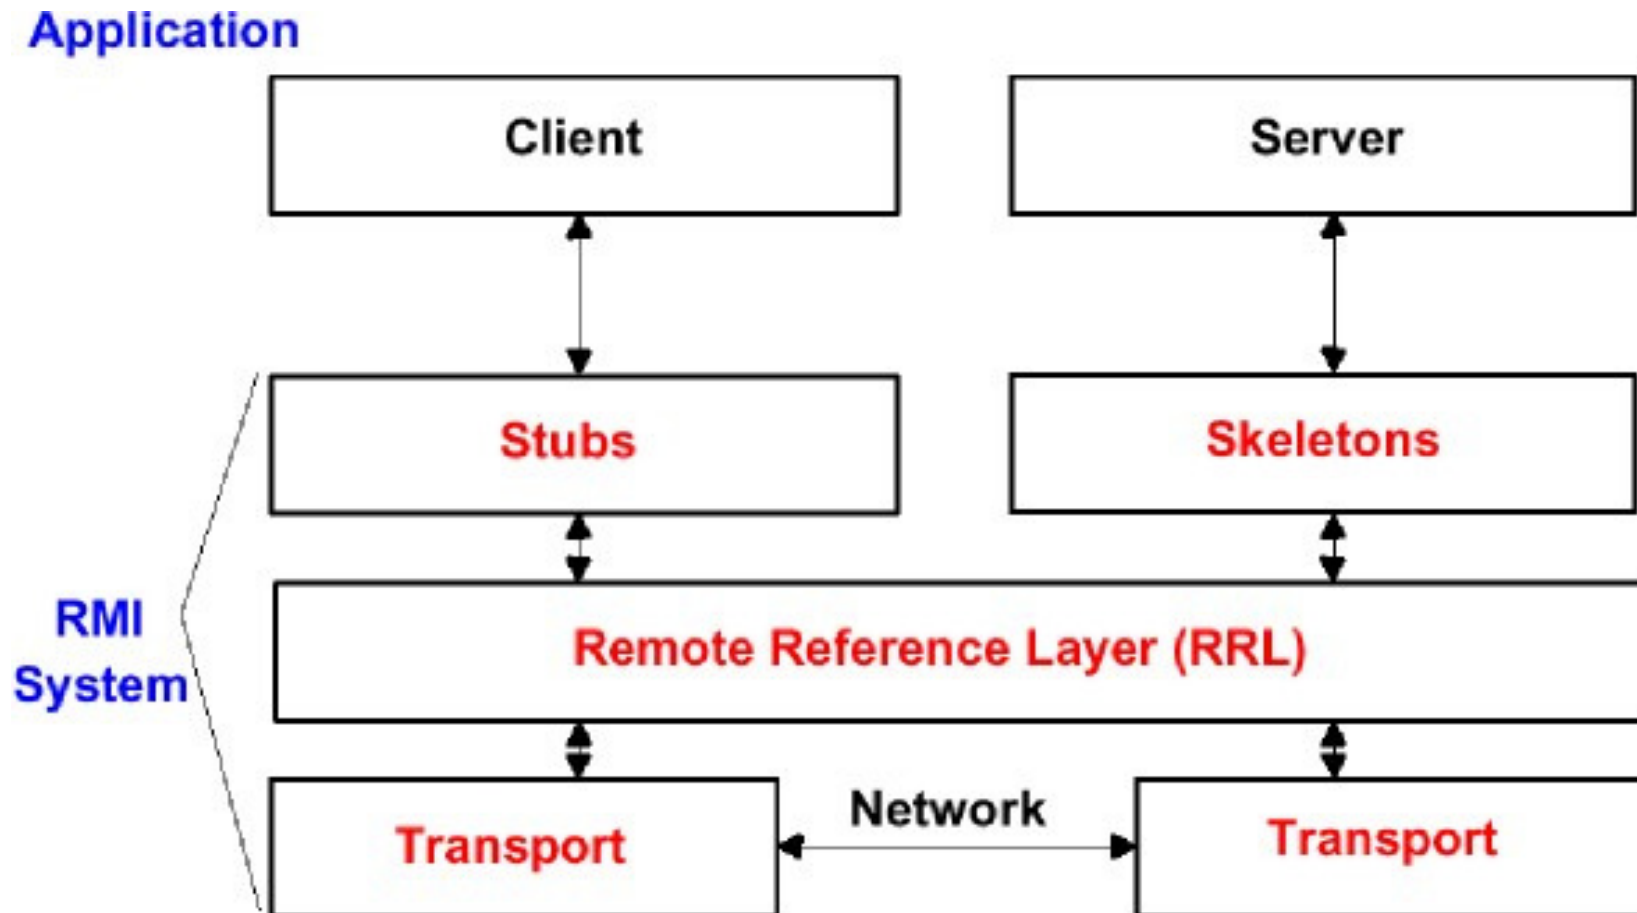 Application
Client
Server
Stubs
Skeletons
RMI
System
Remote Reference Layer (RRL)
Network
Transport
Transport